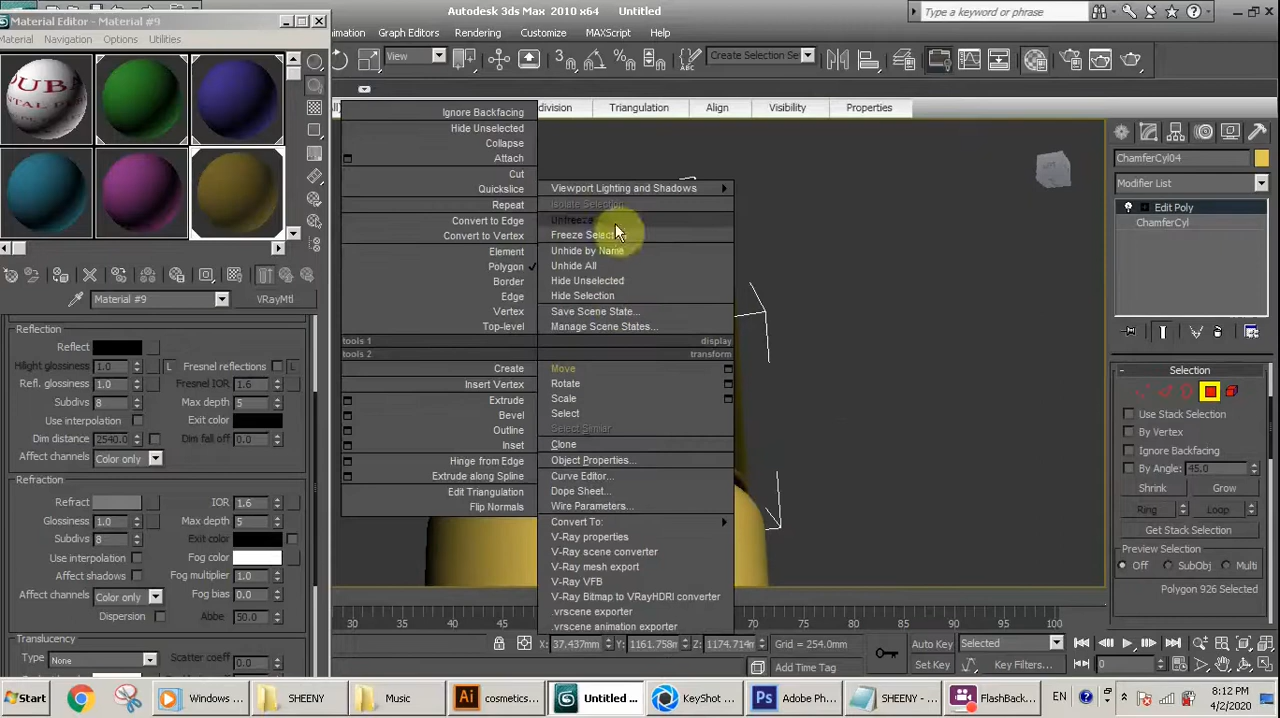 Autodesk 3ds Max 2010 x64 Untitled
Type a keyword or phrase
Material Editor - Material #9
Material Navigation Options Utilities
Graph Editors Rendering Customize MAXScript Help
View
Create Selection Se
Triangulation Align Visibility Properties
Ignore Backfacing
Hide Unselected
Collapse
Attach
Cut
Quickslice
Repeat
Convert to Edge
Convert to Vertex
Element
Polygon
Border
Edge
Vertex
Top-level
tools 1
tools 2
Create
Insert Vertex
Extrude
Bevel
Outline
Inset
Hinge from Edge
Extrude along Spline
Edit Triangulation
Flip Normals
Viewport Lighting and Shadows
Isolate Selection
Unfreeze
Freeze Selec
Unhide by Name
Unhide All
Hide Unselected
Hide Selection
Save Scene State...
Manage Scene States...
display
transform
Move
Rotate
Scale
Select
Select Similar
Clone
Object Properties...
Curve Editor...
Dope Sheet...
Wire Parameters...
Convert To:
V-Ray properties
V-Ray scene converter
V-Ray mesh export
V-Ray VFB
V-Ray Bitmap to VRayHDRI converter
.vrscene exporter
.vrscene animation exporter
Material #9 VRayMtl
Reflection
Reflect
Hilight glossiness 1.0 L Fresnel reflections L
Refl. glossiness 1.0 Fresnel IOR 1.6
Subdivs 8 Max depth 5
Use interpolation Exit color
Dim distance 2540.0 Dim fall off 0.0
Affect channels Color only
Refraction
Refract IOR 1.6
Glossiness 1.0 Max depth 5
Subdivs 8 Exit color
Use interpolation Fog color
Affect shadows Fog multiplier 1.0
Affect channels Color only Fog bias 0.0
Dispersion Abbe 50.0
Translucency
Type None Scatter coeff 0.0
ChamferCyl04
Modifier List
Edit Poly
ChamferCyl
Selection
Use Stack Selection
By Vertex
Ignore Backfacing
By Angle: 45.0
Shrink Grow
Ring Loop
Get Stack Selection
Preview Selection
Off SubObj Multi
Polygon 926 Selected
30 35 40 45 50 55 60 65 70 75 80 85 90 95 100
X: 37.437mm Y: 1161.758m Z: 1174.714m Grid = 254.0mm
Auto Key Selected
Add Time Tag Set Key Key Filters... 0
Start Windows... SHEENY Music cosmetics... Untitled ... KeyShot ... Adobe Ph... SHEENY -... FlashBack... EN
8:12 PM
4/2/2020